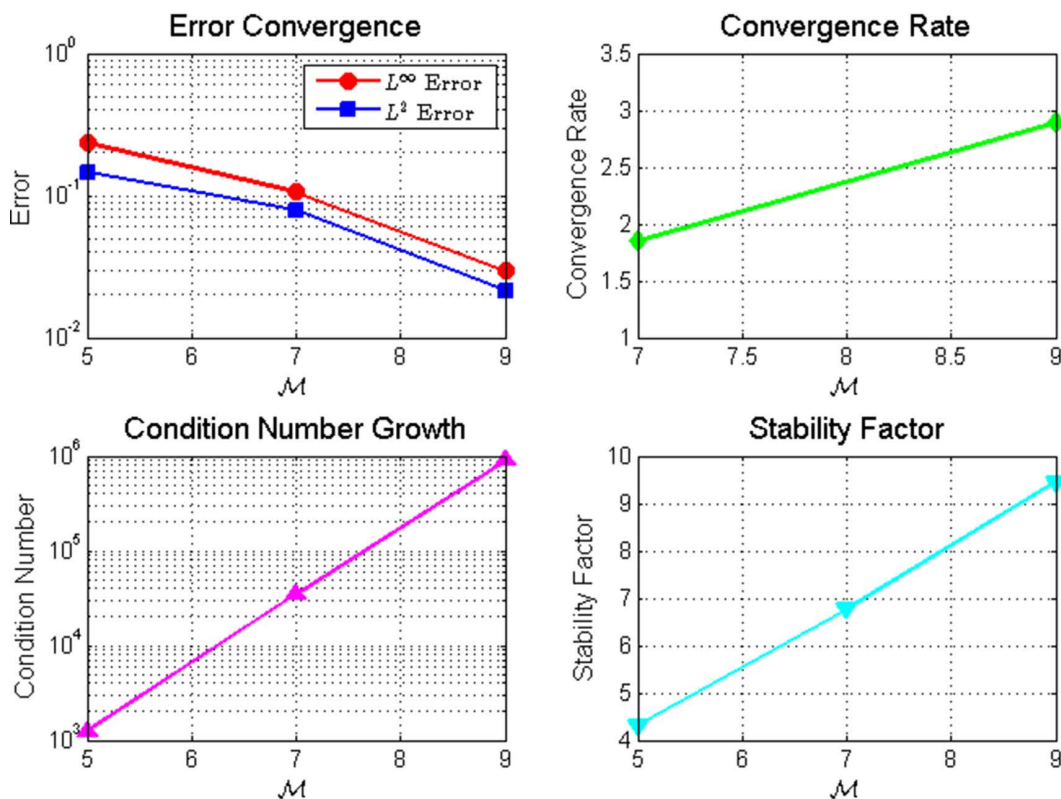 Error Convergence
10^0
10^-1
10^-2
Error
L^∞ Error
L^2 Error
5 6 7 8 9
ℳ
Convergence Rate
3.5
3
2.5
2
1.5
1
Convergence Rate
7 7.5 8 8.5 9
ℳ
Condition Number Growth
10^6
10^5
10^4
10^3
Condition Number
5 6 7 8 9
ℳ
Stability Factor
10
9
8
7
6
5
4
Stability Factor
5 6 7 8 9
ℳ